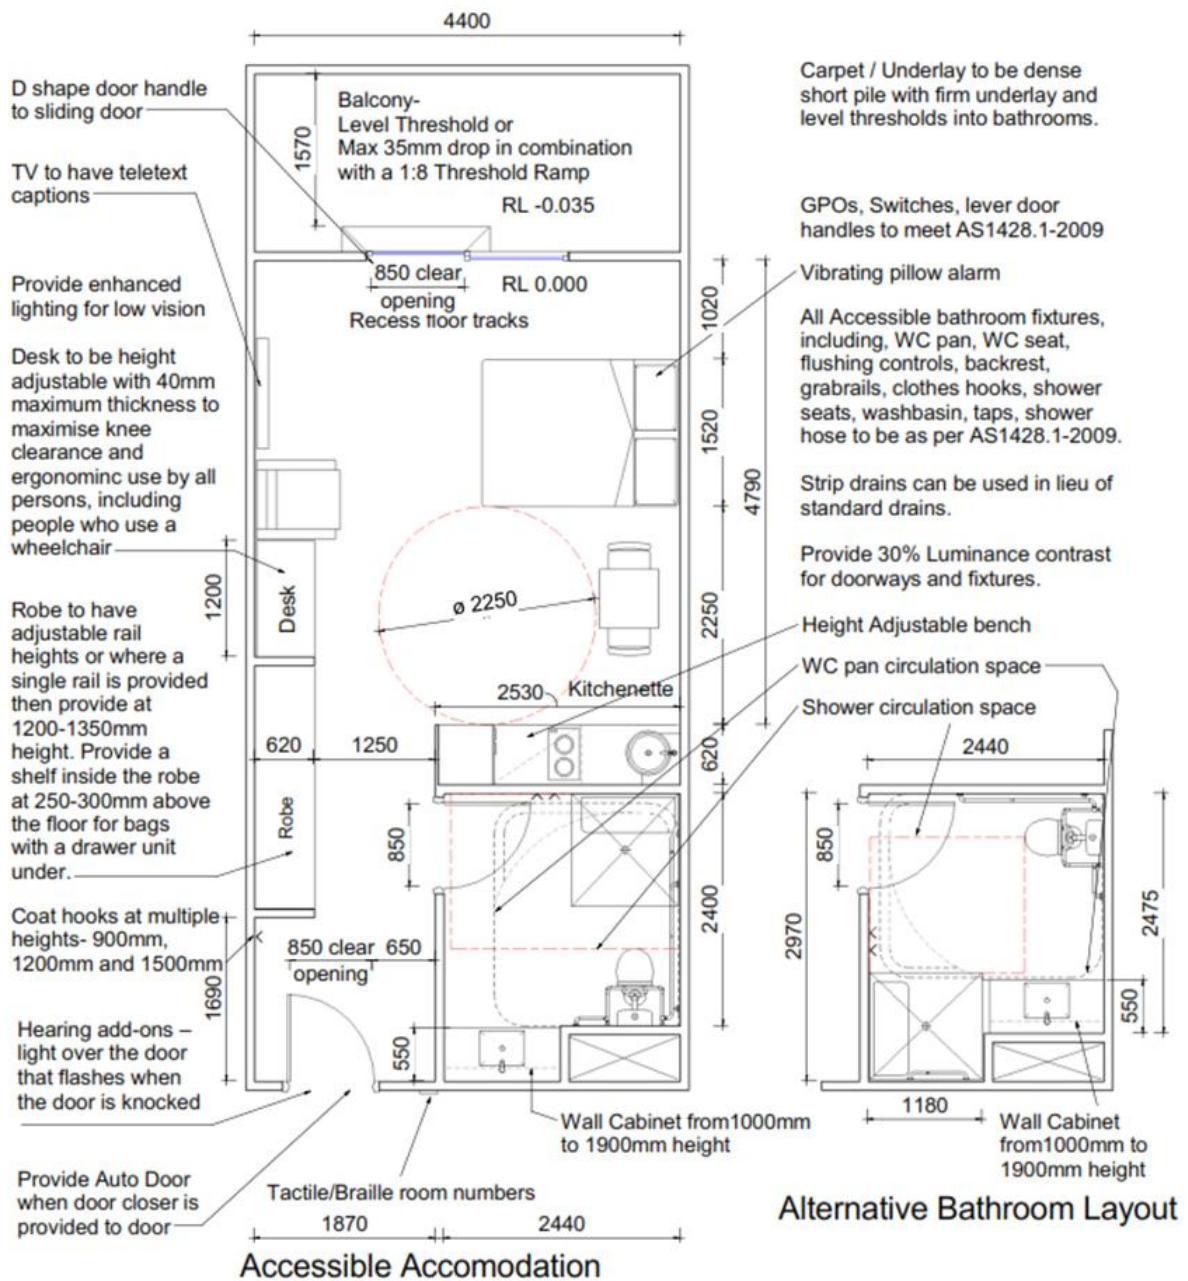 4400
D shape door handle
to sliding door
TV to have teletext
captions
Provide enhanced
lighting for low vision
Desk to be height
adjustable with 40mm
maximum thickness to
maximise knee
clearance and
ergonominc use by all
persons, including
people who use a
wheelchair
Robe to have
adjustable rail
heights or where a
single rail is provided
then provide at
1200-1350mm
height. Provide a
shelf inside the robe
at 250-300mm above
the floor for bags
with a drawer unit
under.
Coat hooks at multiple
heights- 900mm,
1200mm and 1500mm
Hearing add-ons –
light over the door
that flashes when
the door is knocked
Provide Auto Door
when door closer is
provided to door
1570
Balcony-
Level Threshold or
Max 35mm drop in combination
with a 1:8 Threshold Ramp
RL -0.035
850 clear
opening
RL 0.000
Recess floor tracks
1020
1520
4790
2250
1200
Desk
ø 2250
2530
Kitchenette
620
1250
620
Robe
850
2400
850 clear
opening
650
1690
550
Wall Cabinet from1000mm
to 1900mm height
Tactile/Braille room numbers
1870
2440
Accessible Accomodation
Carpet / Underlay to be dense
short pile with firm underlay and
level thresholds into bathrooms.
GPOs, Switches, lever door
handles to meet AS1428.1-2009
Vibrating pillow alarm
All Accessible bathroom fixtures,
including, WC pan, WC seat,
flushing controls, backrest,
grabrails, clothes hooks, shower
seats, washbasin, taps, shower
hose to be as per AS1428.1-2009.
Strip drains can be used in lieu of
standard drains.
Provide 30% Luminance contrast
for doorways and fixtures.
Height Adjustable bench
WC pan circulation space
Shower circulation space
2440
850
2970
2475
550
1180
Wall Cabinet
from1000mm to
1900mm height
Alternative Bathroom Layout